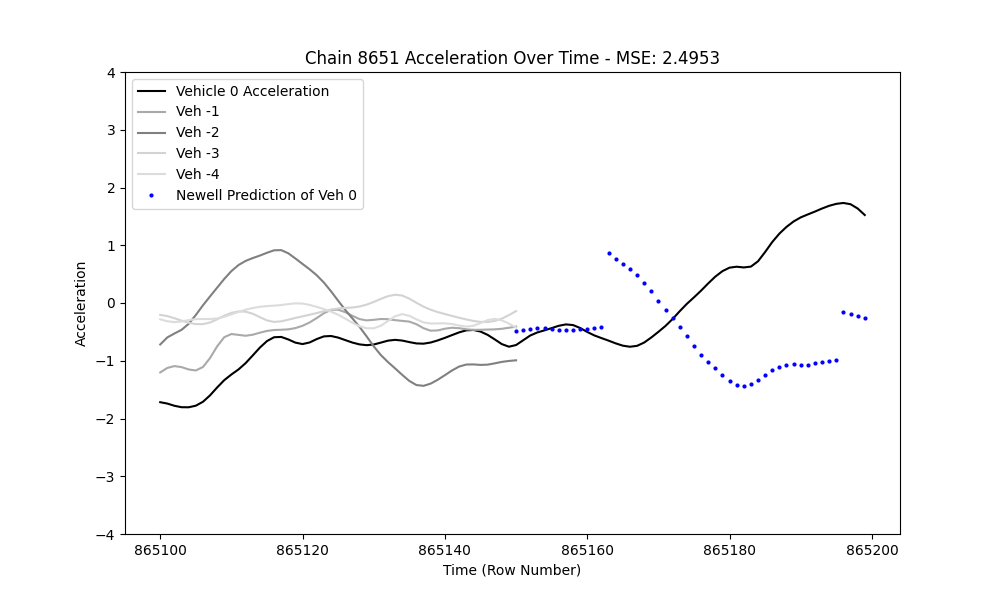 Chain 8651 Acceleration Over Time - MSE: 2.4953
4
3
2
1
0
−1
−2
−3
−4
Acceleration
Vehicle 0 Acceleration
Veh -1
Veh -2
Veh -3
Veh -4
Newell Prediction of Veh 0
865100
865120
865140
865160
865180
865200
Time (Row Number)